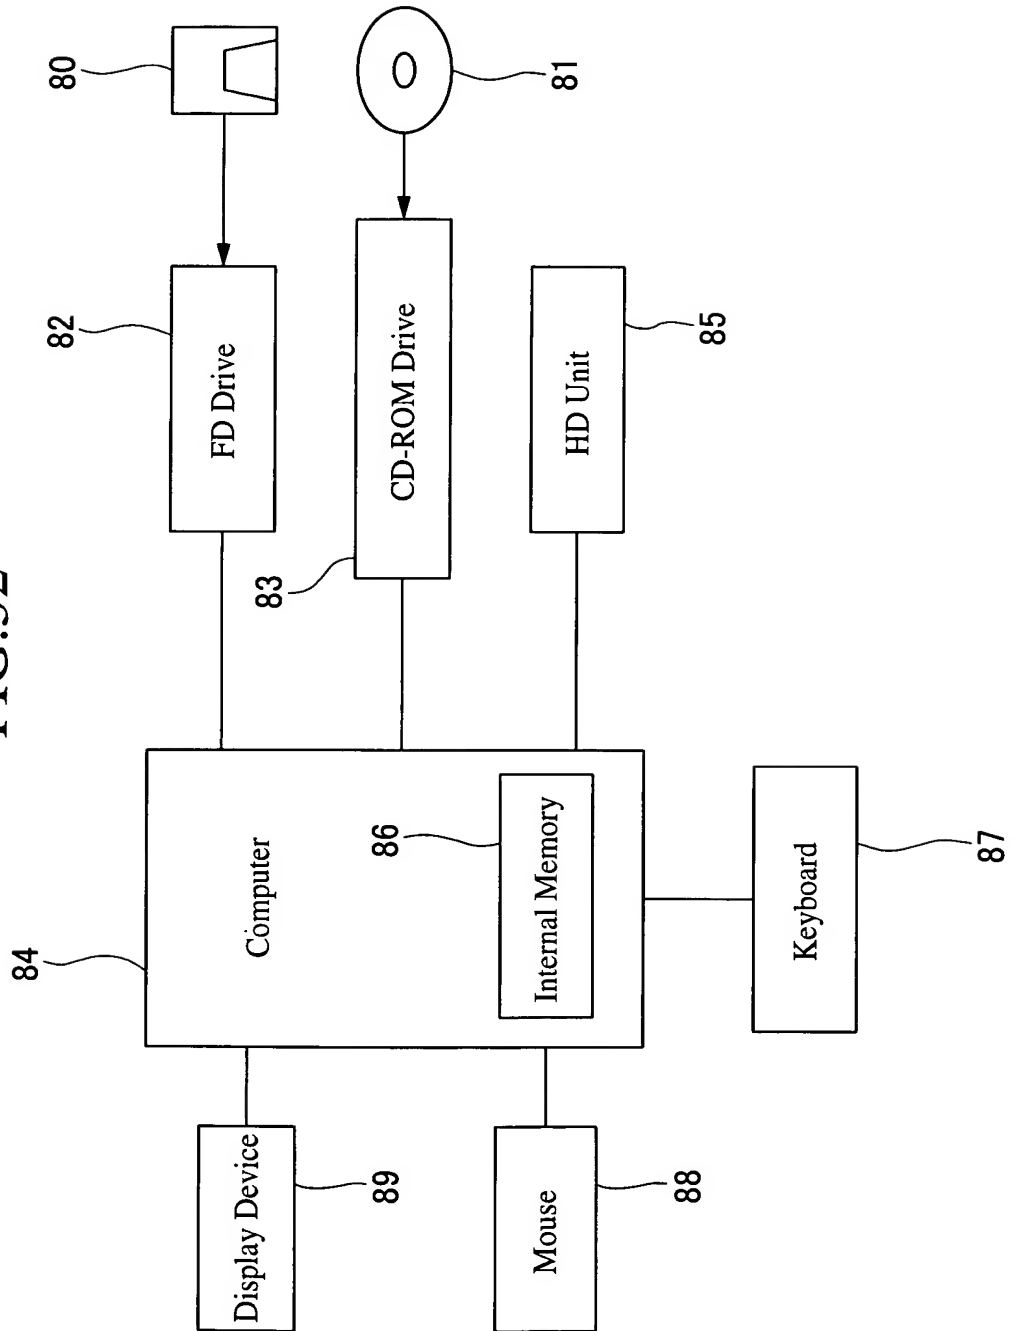 84
82
80
Display Device
Computer
FD Drive
83
89
86
CD-ROM Drive
81
Mouse
Internal Memory
HD Unit
88
85
Keyboard
87